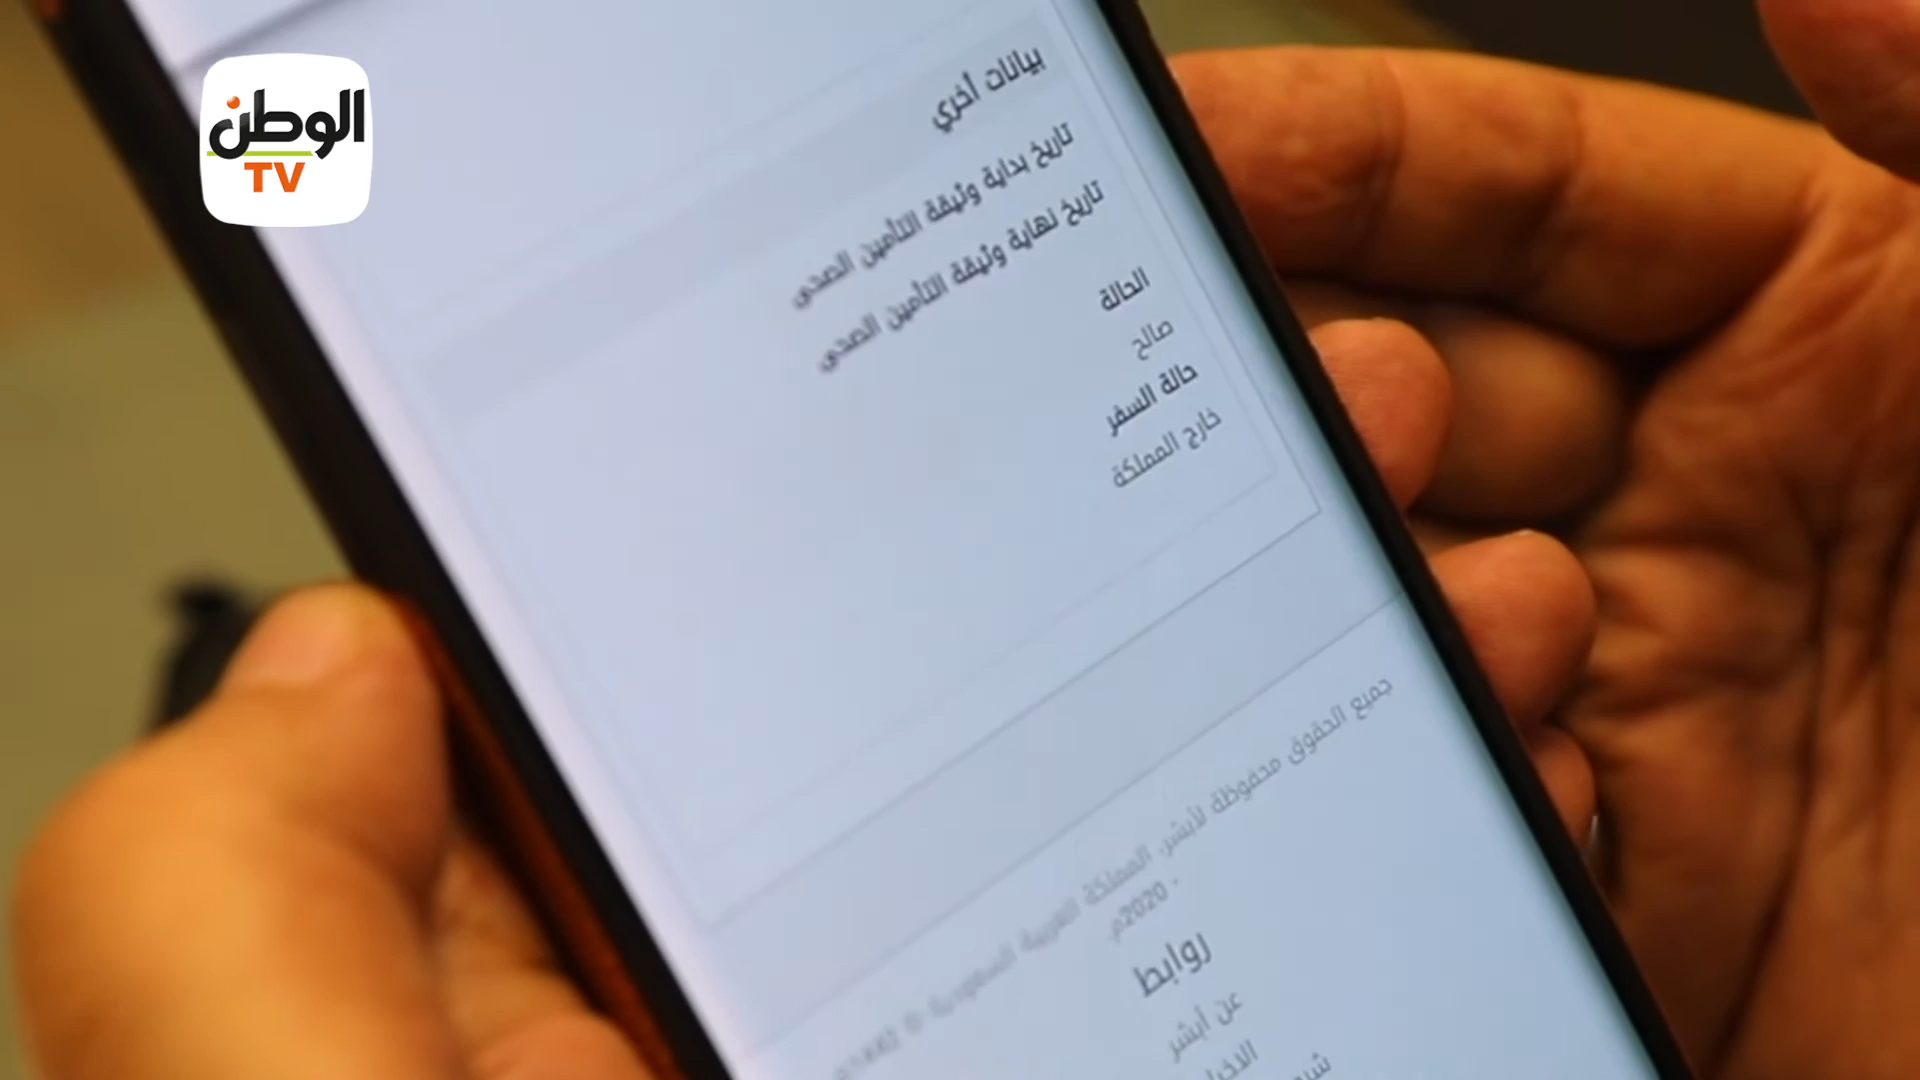 الوطن
TV
بيانات أخري
تاريخ بداية وثيقة التأمين الصحي
تاريخ نهاية وثيقة التأمين الصحي
الحالة
صالح
حالة السفر
خارج المملكة
جميع الحقوق محفوظة لأبشر، المملكة العربية السعودية ©
- 2020م.
روابط
عن أبشر